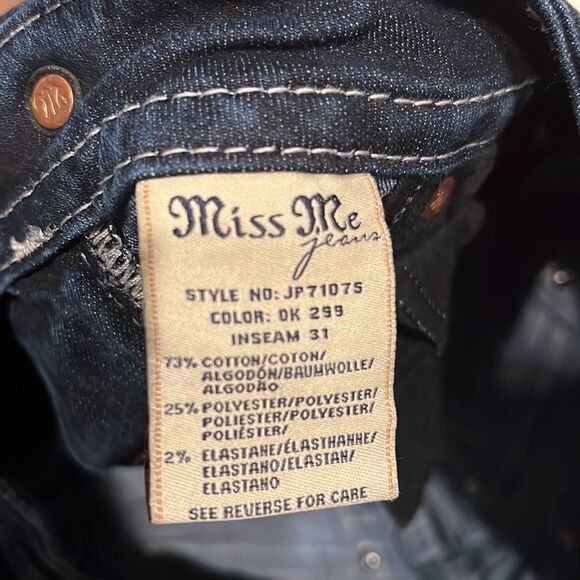 Miss Me
jeans
STYLE NO: JP71075
COLOR: DK 299
INSEAM 31
73% COTTON/COTON/
ALGODÓN/BAUMWOLLE/
ALGODÃO
25% POLYESTER/POLYESTER/
POLIESTER/POLYESTER/
POLIÉSTER/
2% ELASTANE/ÉLASTHANNE/
ELASTANO/ELASTAN/
ELASTANO
SEE REVERSE FOR CARE